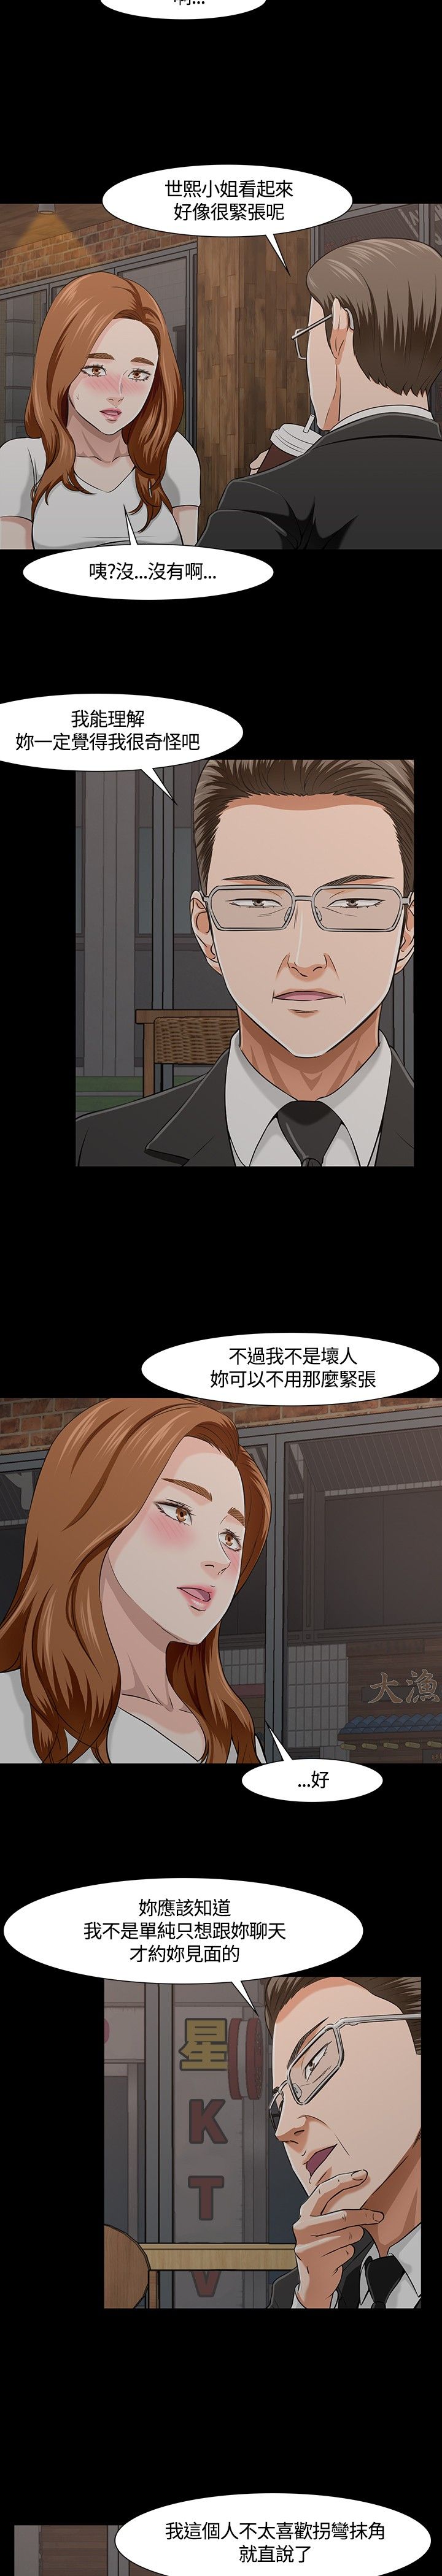 啊...
世熙小姐看起來
好像很緊張呢
咦?沒...沒有啊...
我能理解
妳一定覺得我很奇怪吧
不過我不是壞人
妳可以不用那麼緊張
大漁
...好
妳應該知道
我不是單純只想跟妳聊天
才約妳見面的
星
K
T
V
我這個人不太喜歡拐彎抹角
就直說了